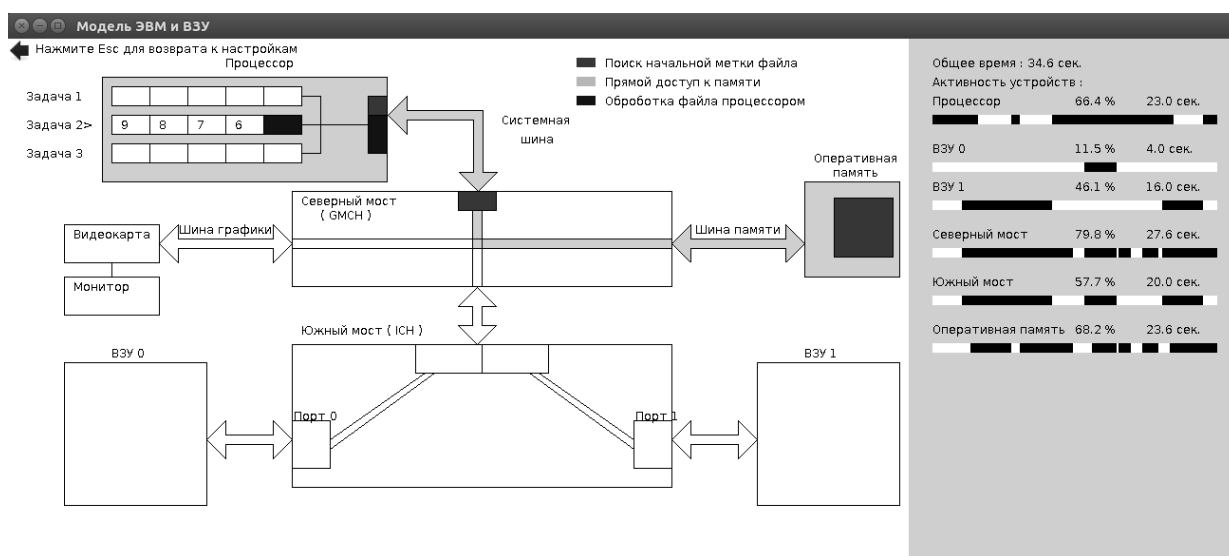 Модель ЭВМ и ВЗУ
Нажмите Esc для возврата к настройкам
Процессор
Задача 1
Задача 2>
9 8 7 6
Задача 3
Поиск начальной метки файла
Прямой доступ к памяти
Оброботка файла процессором
Системная
шина
Оперативная
память
Северный мост
( GMCH )
Видеокарта
Шина графики
Шина памяти
Монитор
Южный мост ( ICH )
ВЗУ 0
ВЗУ 1
Порт 0
Порт 1
Общее время : 34.6 сек.
Активность устройств :
Процессор 66.4 % 23.0 сек.
ВЗУ 0 11.5 % 4.0 сек.
ВЗУ 1 46.1 % 16.0 сек.
Северный мост 79.8 % 27.6 сек.
Южный мост 57.7 % 20.0 сек.
Оперативная память 68.2 % 23.6 сек.